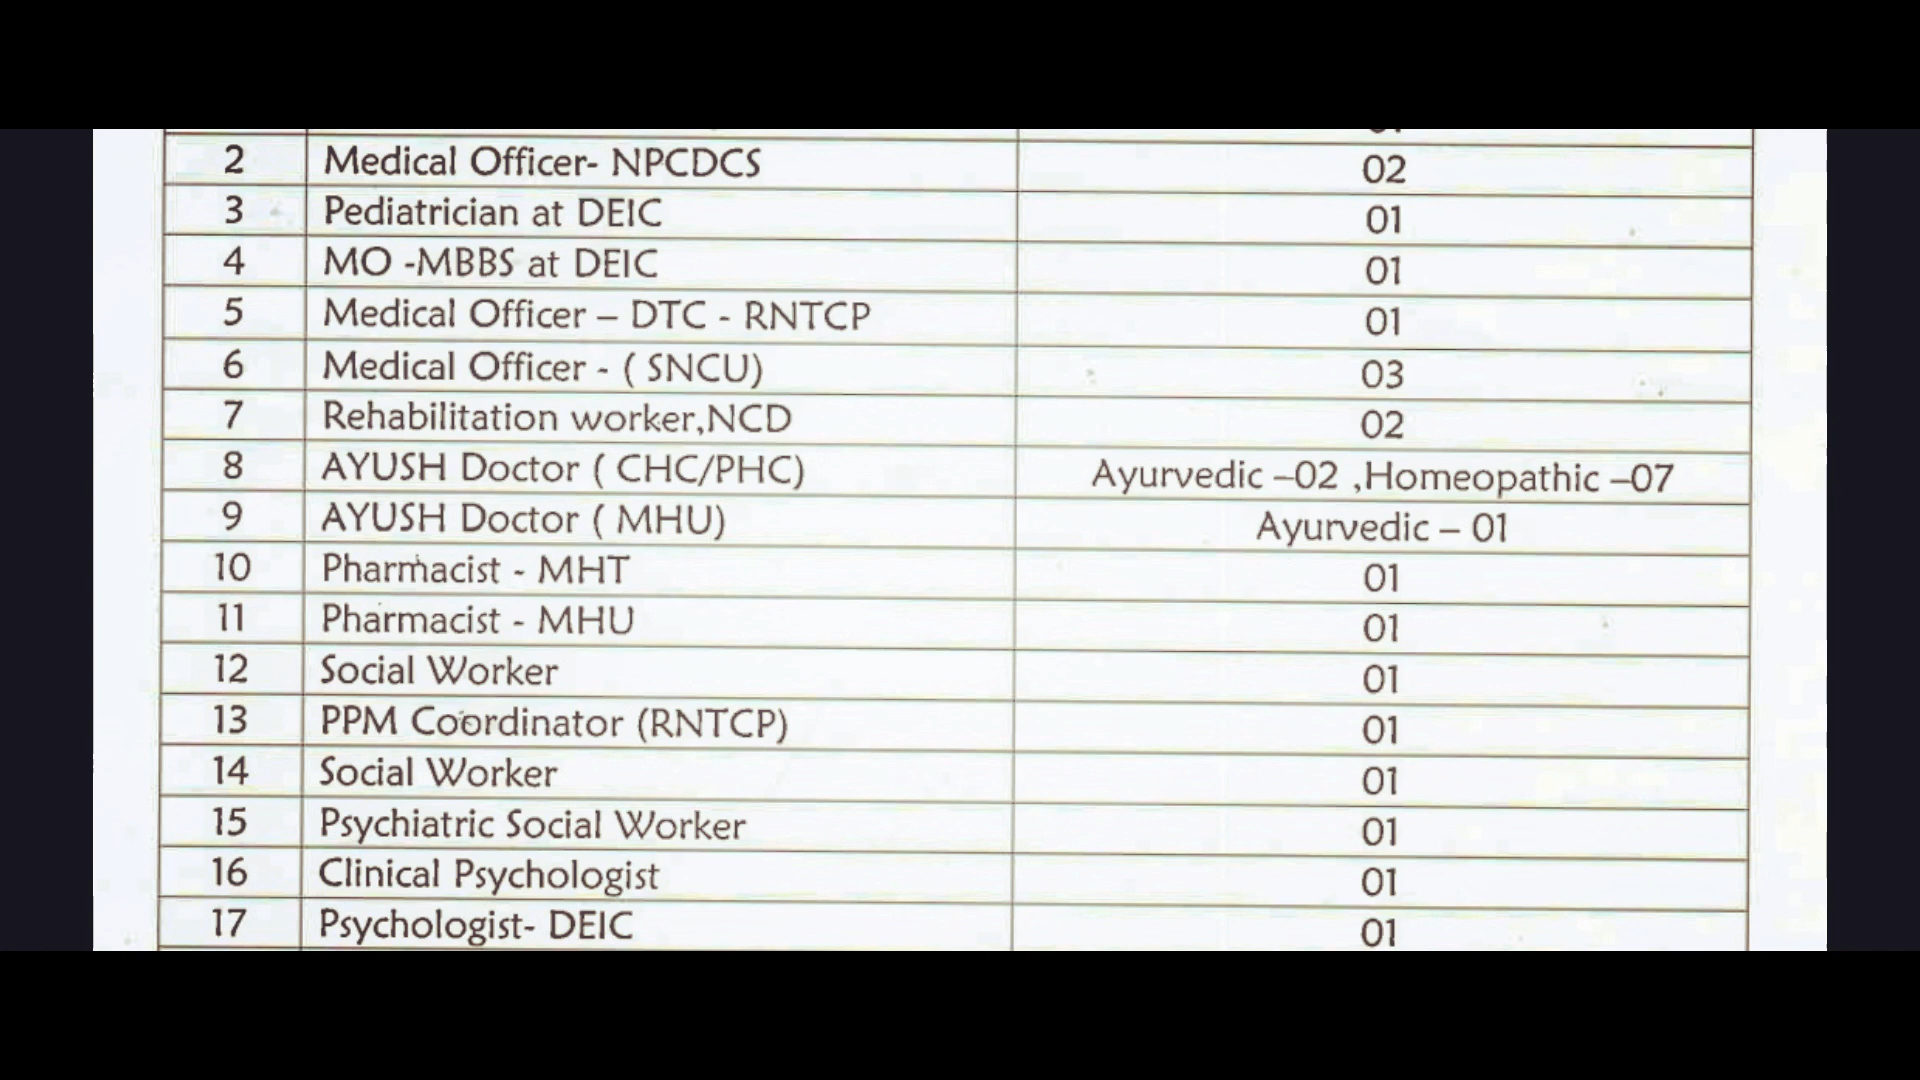 2 Medical Officer- NPCDCS 02
3 Pediatrician at DEIC 01
4 MO -MBBS at DEIC 01
5 Medical Officer – DTC - RNTCP 01
6 Medical Officer - ( SNCU) 03
7 Rehabilitation worker,NCD 02
8 AYUSH Doctor ( CHC/PHC) Ayurvedic –02 ,Homeopathic –07
9 AYUSH Doctor ( MHU) Ayurvedic – 01
10 Pharmacist - MHT 01
11 Pharmacist - MHU 01
12 Social Worker 01
13 PPM Coordinator (RNTCP) 01
14 Social Worker 01
15 Psychiatric Social Worker 01
16 Clinical Psychologist 01
17 Psychologist- DEIC 01